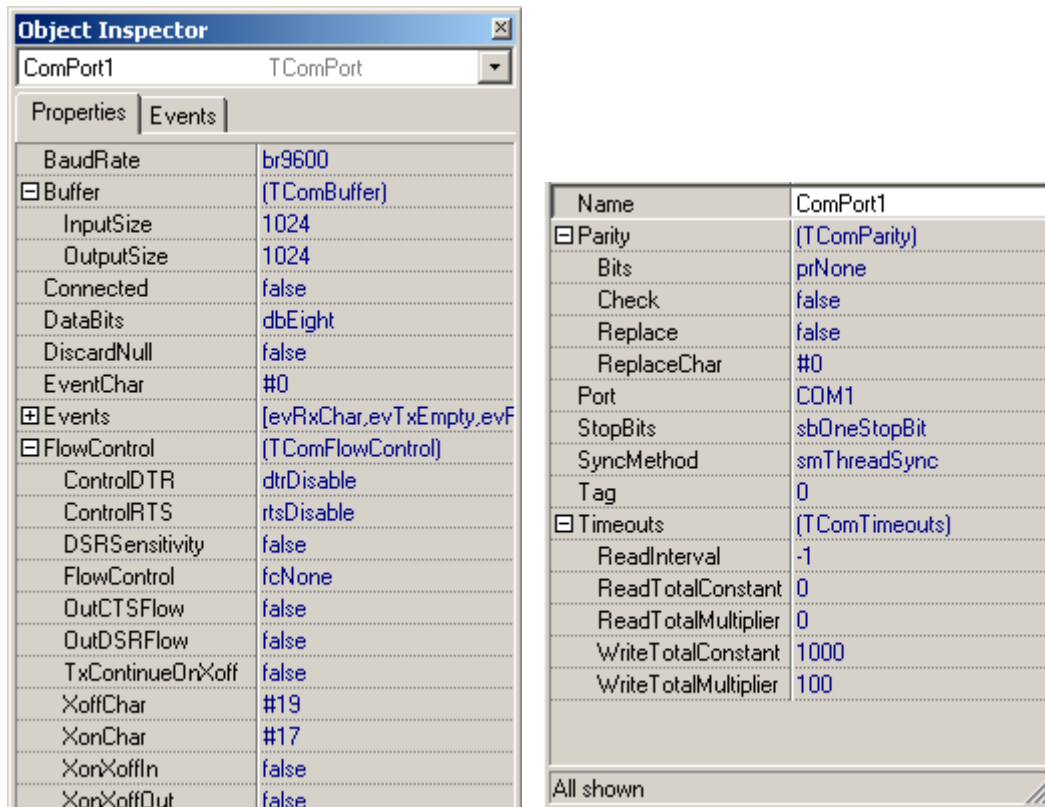 Object Inspector
ComPort1 TComPort
Properties Events
BaudRate br9600
Buffer (TComBuffer)
InputSize 1024
OutputSize 1024
Connected false
DataBits dbEight
DiscardNull false
EventChar #0
Events [evRxChar,evTxEmpty,evF
FlowControl (TComFlowControl)
ControlDTR dtrDisable
ControlRTS rtsDisable
DSRSensitivity false
FlowControl fcNone
OutCTSFlow false
OutDSRFlow false
TxContinueOnXoff false
XoffChar #19
XonChar #17
XonXoffIn false
XonXoffOut false
Name ComPort1
Parity (TComParity)
Bits prNone
Check false
Replace false
ReplaceChar #0
Port COM1
StopBits sbOneStopBit
SyncMethod smThreadSync
Tag 0
Timeouts (TComTimeouts)
ReadInterval -1
ReadTotalConstant 0
ReadTotalMultiplier 0
WriteTotalConstant 1000
WriteTotalMultiplier 100
All shown